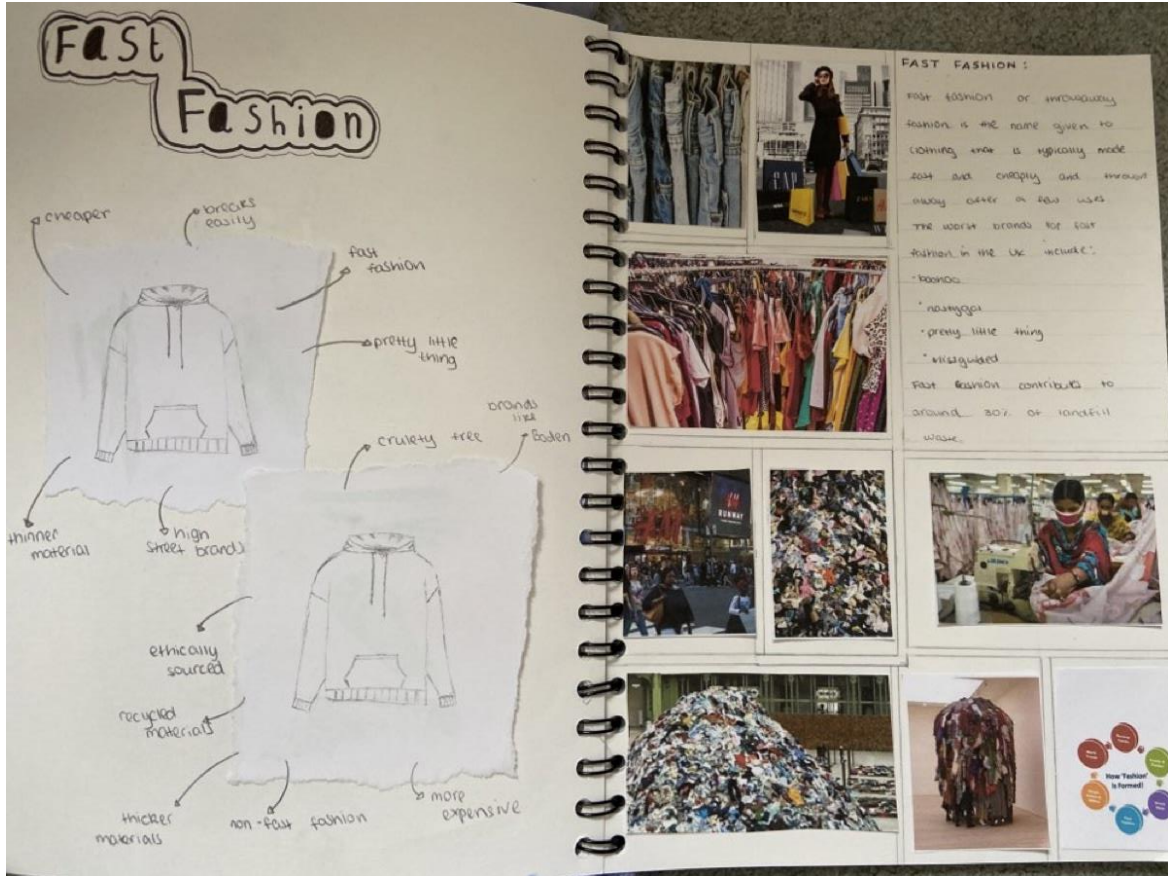 Fast
Fashion
cheaper
breaks
easily
fast
fashion
pretty little
thing
thinner
material
high
street brands
cruelty free
brands
like
Boden
ethically
sourced
recycled
materials
thicker
materials
non-fast fashion
more
expensive
FAST FASHION :
Fast fashion or throwaway
fashion is the name given to
clothing that is typically made
fast and cheaply and thrown
away after a few uses
The worst brands for fast
fashion in the UK include:
·boohoo
·nastygal
·pretty little thing
·missguided
Fast fashion contributes to
around 30% of landfill
waste.
GAP
H&M
RUNWAY
How 'Fashion'
Is Formed!